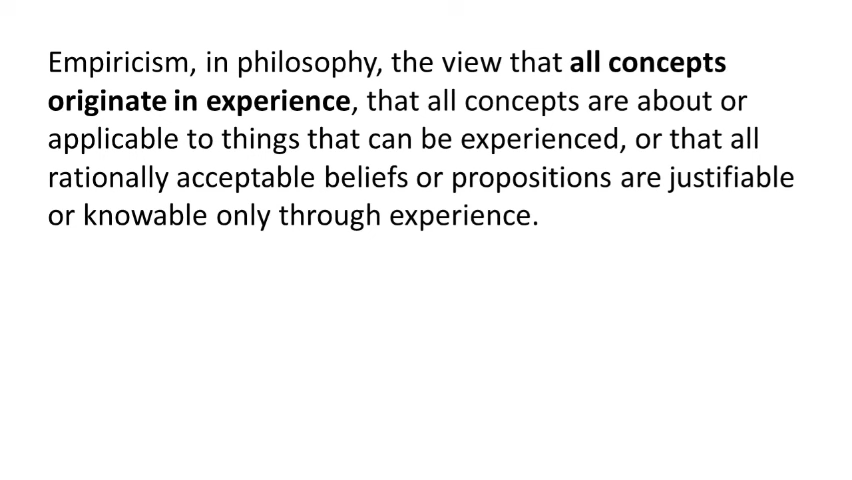 Empiricism, in philosophy, the view that all concepts
originate in experience, that all concepts are about or
applicable to things that can be experienced, or that all
rationally acceptable beliefs or propositions are justifiable
or knowable only through experience.